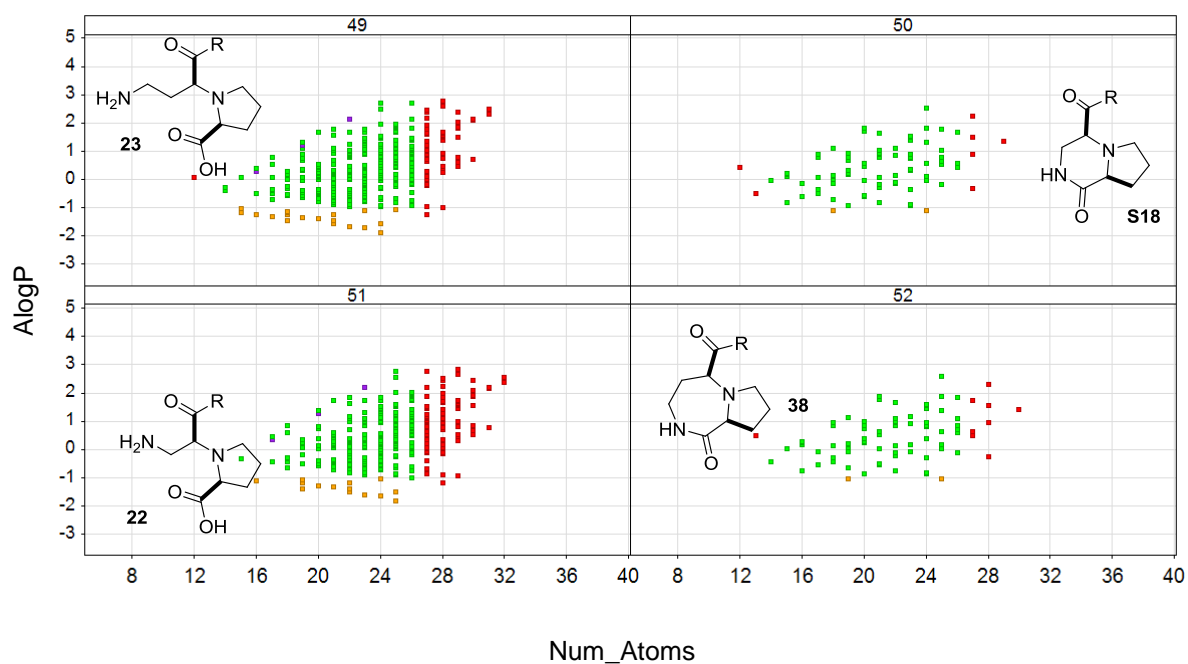 49
50
5
4
3
2
1
0
-1
-2
-3
O
R
H2N
N
O
OH
23
O
R
N
HN
O
S18
AlogP
51
52
5
4
3
2
1
0
-1
-2
-3
O
R
H2N
N
O
OH
22
O
R
N
HN
O
38
8 12 16 20 24 28 32 36 40 8 12 16 20 24 28 32 36 40
Num_Atoms